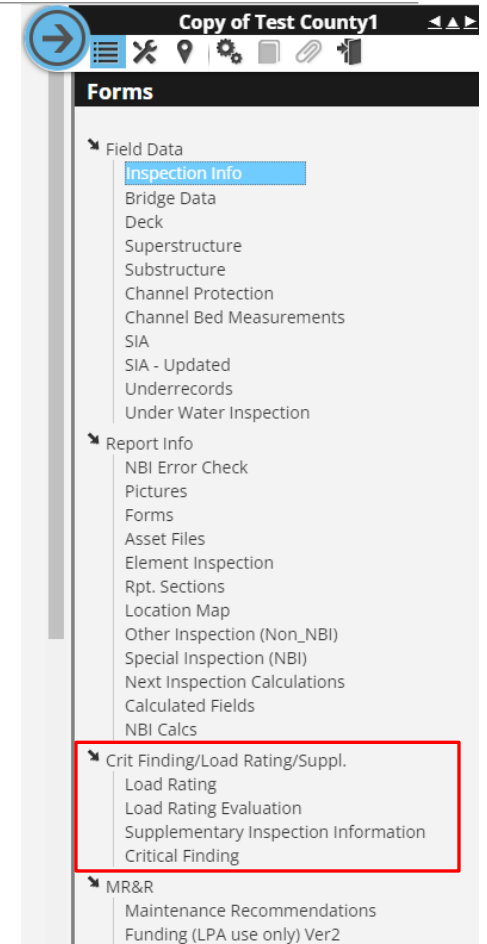 Copy of Test County1
Forms
Field Data
Inspection Info
Bridge Data
Deck
Superstructure
Substructure
Channel Protection
Channel Bed Measurements
SIA
SIA - Updated
Underrecords
Under Water Inspection
Report Info
NBI Error Check
Pictures
Forms
Asset Files
Element Inspection
Rpt. Sections
Location Map
Other Inspection (Non_NBI)
Special Inspection (NBI)
Next Inspection Calculations
Calculated Fields
NBI Calcs
Crit Finding/Load Rating/Suppl.
Load Rating
Load Rating Evaluation
Supplementary Inspection Information
Critical Finding
MR&R
Maintenance Recommendations
Funding (LPA use only) Ver2